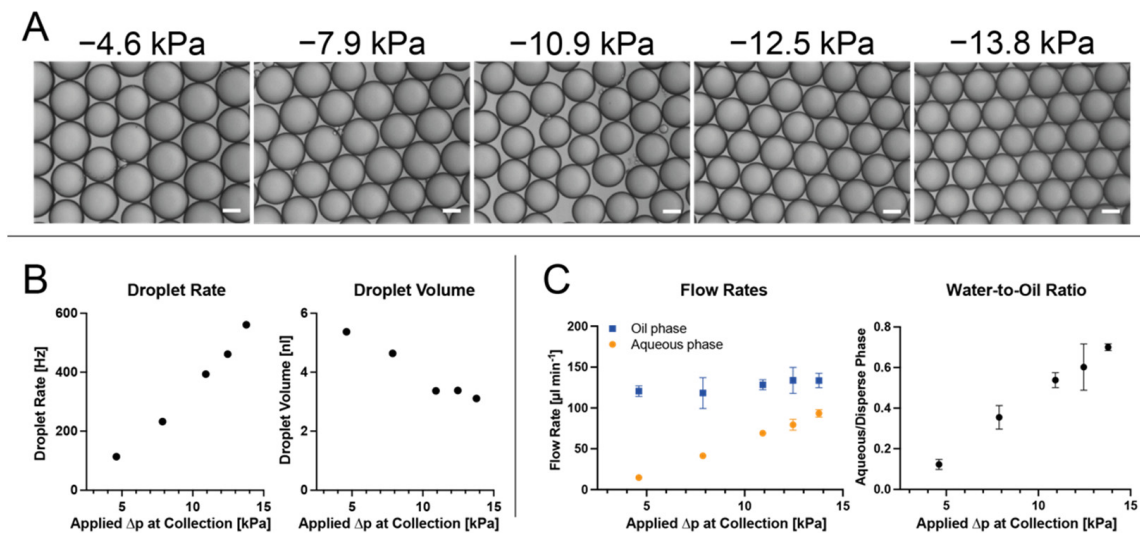 A
−4.6 kPa −7.9 kPa −10.9 kPa −12.5 kPa −13.8 kPa
B
Droplet Rate
Droplet Rate [Hz]
600
400
200
0
5 10 15
Applied Δp at Collection [kPa]
Droplet Volume
Droplet Volume [nl]
6
4
2
0
5 10 15
Applied Δp at Collection [kPa]
C
Flow Rates
Flow Rate [µl min⁻¹]
200
150
100
50
0
Oil phase
Aqueous phase
5 10 15
Applied Δp at Collection [kPa]
Water-to-Oil Ratio
Aqueous/Disperse Phase
0.8
0.6
0.4
0.2
0.0
5 10 15
Applied Δp at Collection [kPa]